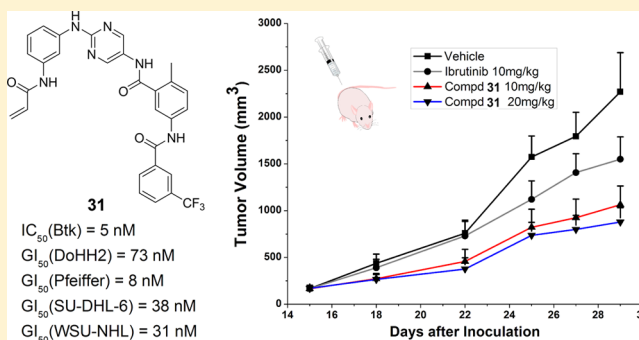 H
N
H
N
N
N
NH
NH
O
O
O
NH
O
CF₃
31
IC₅₀(Btk) = 5 nM
GI₅₀(DoHH2) = 73 nM
GI₅₀(Pfeiffer) = 8 nM
GI₅₀(SU-DHL-6) = 38 nM
GI₅₀(WSU-NHL) = 31 nM
Tumor Volume (mm³)
3000
2500
2000
1500
1000
500
0
14 16 18 20 22 24 26 28 3
Days after Inoculation
Vehicle
Ibrutinib 10mg/kg
Compd 31 10mg/kg
Compd 31 20mg/kg